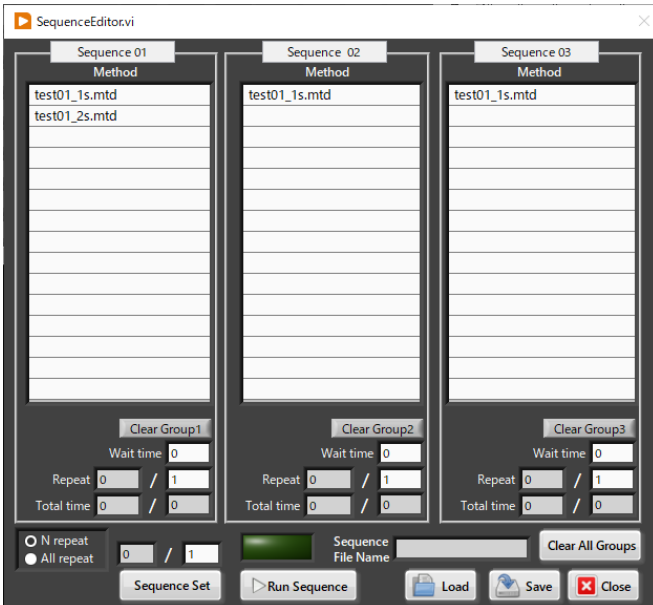 SequenceEditor.vi
Sequence 01
Method
test01_1s.mtd
test01_2s.mtd
Clear Group1
Wait time 0
Repeat 0 / 1
Total time 0 / 0
Sequence 02
Method
test01_1s.mtd
Clear Group2
Wait time 0
Repeat 0 / 1
Total time 0 / 0
Sequence 03
Method
test01_1s.mtd
Clear Group3
Wait time 0
Repeat 0 / 1
Total time 0 / 0
N repeat
All repeat
0 / 1
Sequence
File Name
Clear All Groups
Sequence Set
Run Sequence
Load
Save
Close